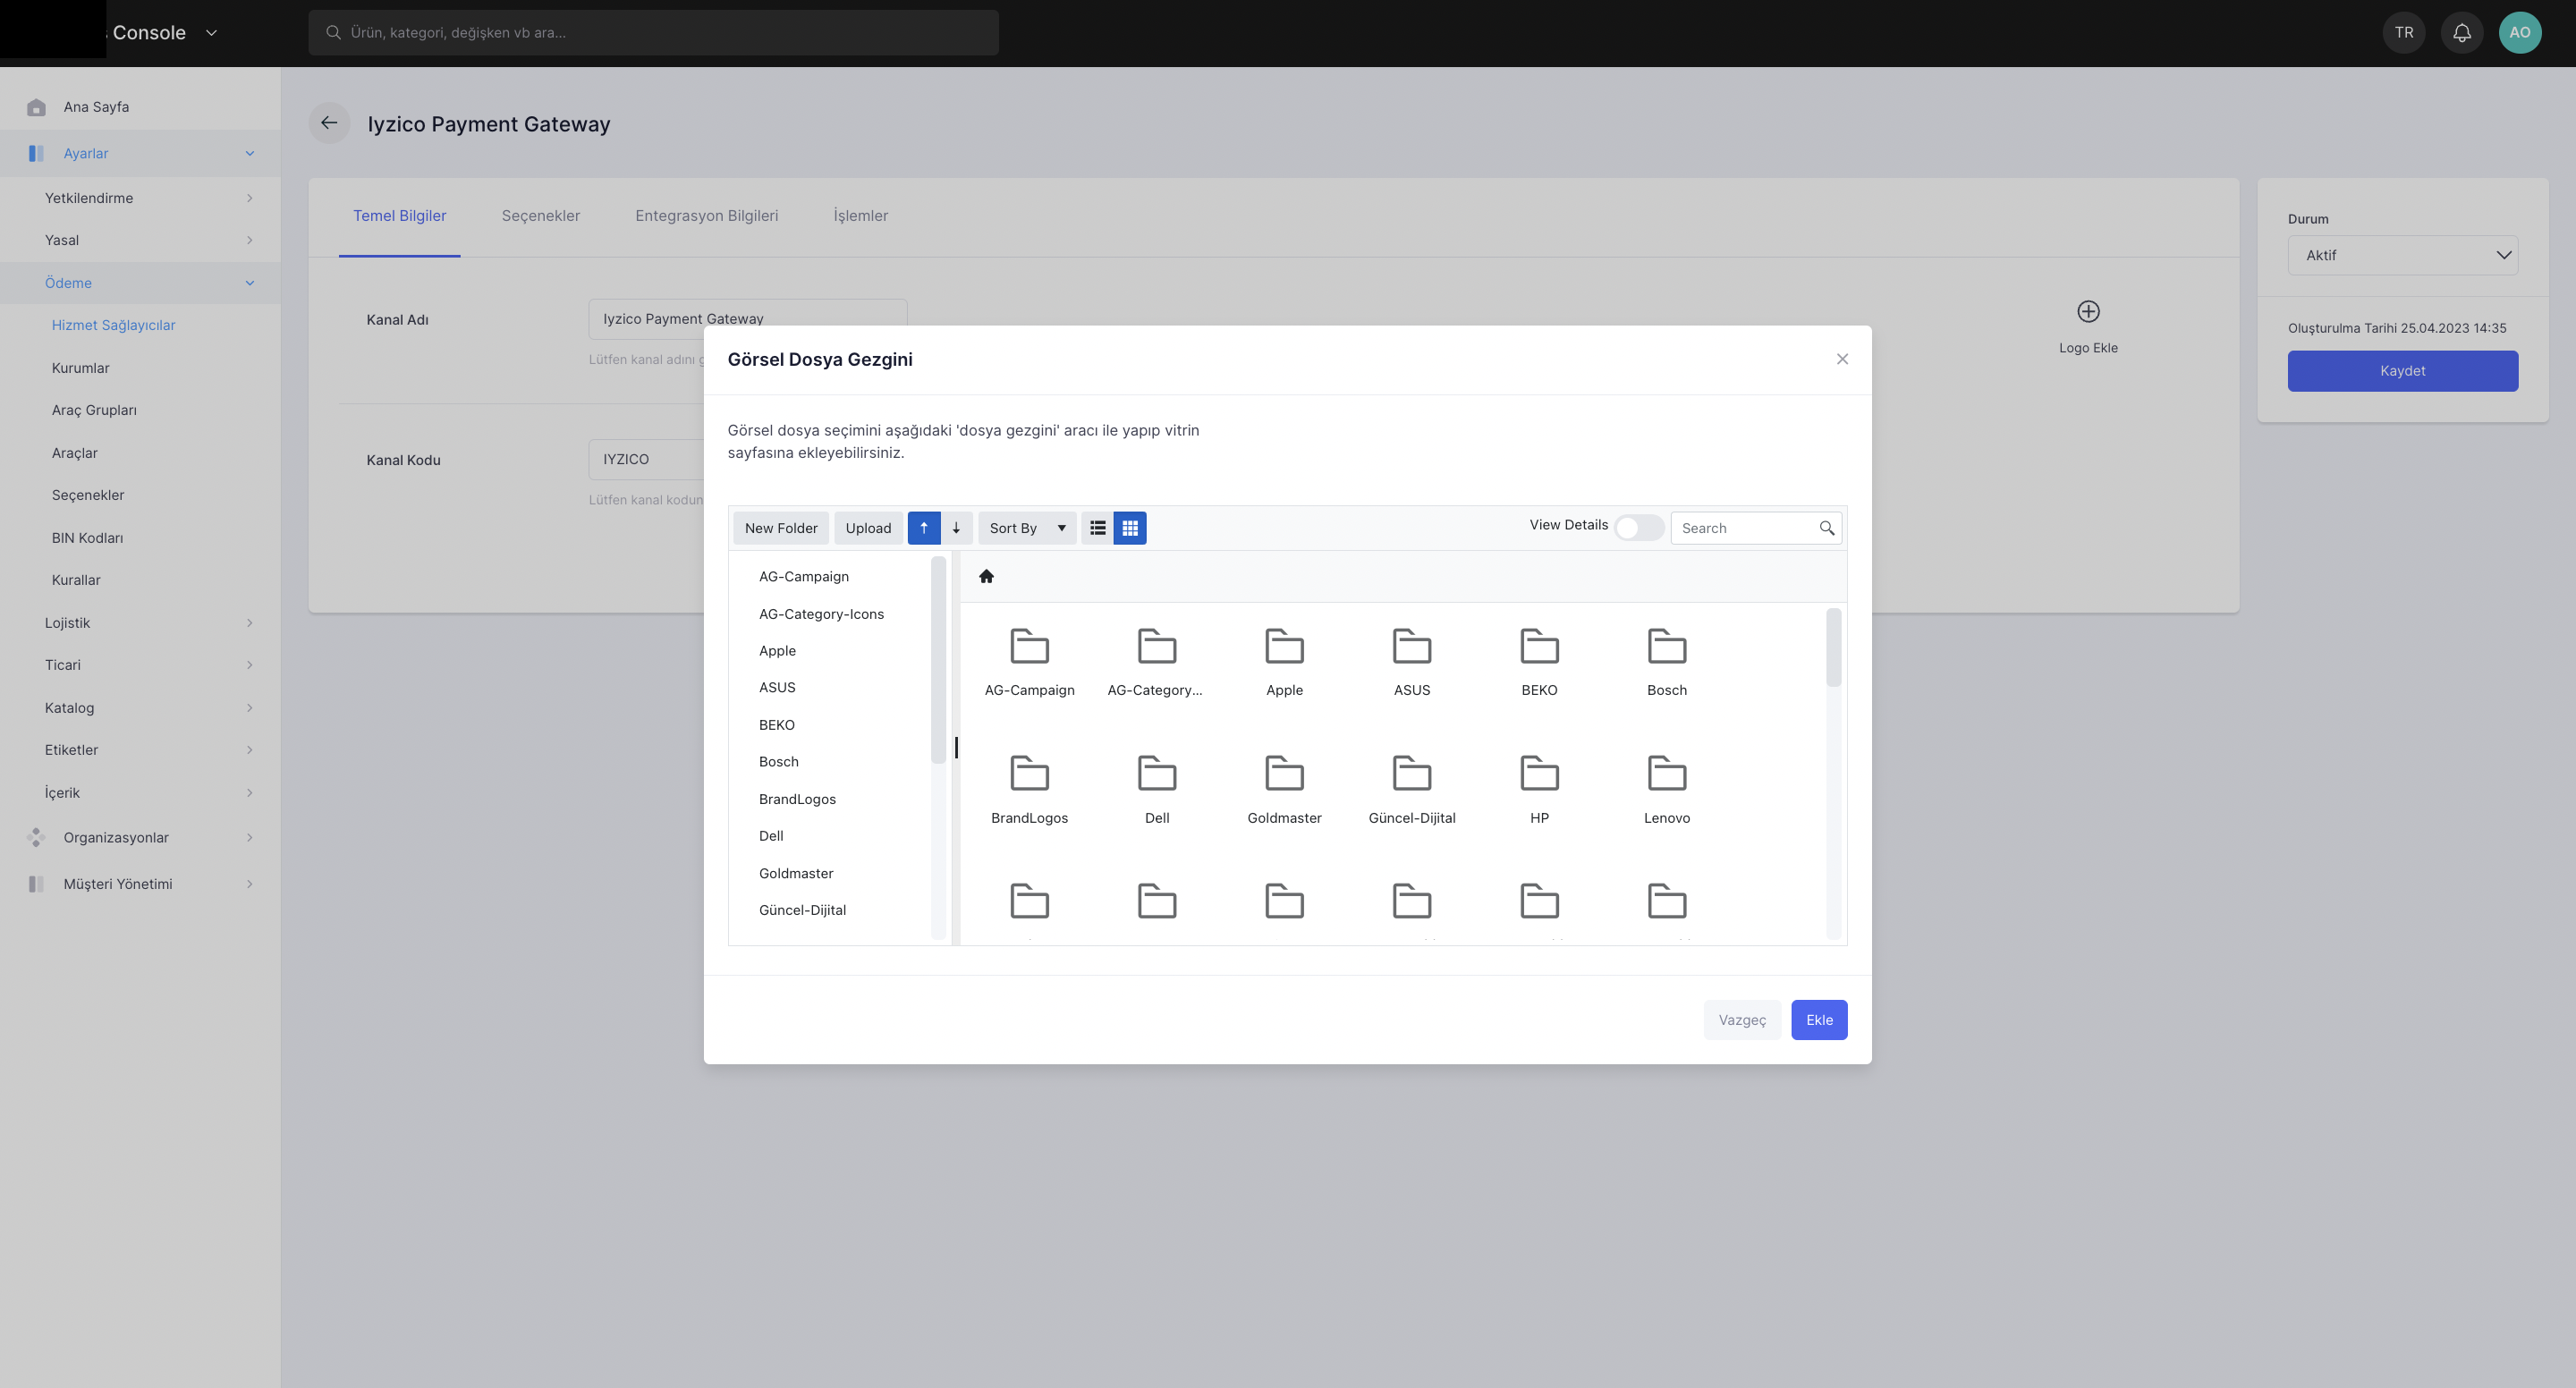 Console
Ürün, kategori, değişken vb ara...
TR
AO
Ana Sayfa
Ayarlar
Yetkilendirme
Yasal
Ödeme
Hizmet Sağlayıcılar
Kurumlar
Araç Grupları
Araçlar
Seçenekler
BIN Kodları
Kurallar
Lojistik
Ticari
Katalog
Etiketler
İçerik
Organizasyonlar
Müşteri Yönetimi
Iyzico Payment Gateway
Temel Bilgiler
Seçenekler
Entegrasyon Bilgileri
İşlemler
Kanal Adı
Iyzico Payment Gateway
Lütfen kanal adını
Kanal Kodu
IYZICO
Lütfen kanal kodun
Logo Ekle
Durum
Aktif
Oluşturulma Tarihi 25.04.2023 14:35
Kaydet
Görsel Dosya Gezgini
Görsel dosya seçimini aşağıdaki 'dosya gezgini' aracı ile yapıp vitrin
sayfasına ekleyebilirsiniz.
New Folder
Upload
Sort By
View Details
Search
AG-Campaign
AG-Category-Icons
Apple
ASUS
BEKO
Bosch
BrandLogos
Dell
Goldmaster
Güncel-Dijital
AG-Campaign
AG-Category...
Apple
ASUS
BEKO
Bosch
BrandLogos
Dell
Goldmaster
Güncel-Dijital
HP
Lenovo
Vazgeç
Ekle